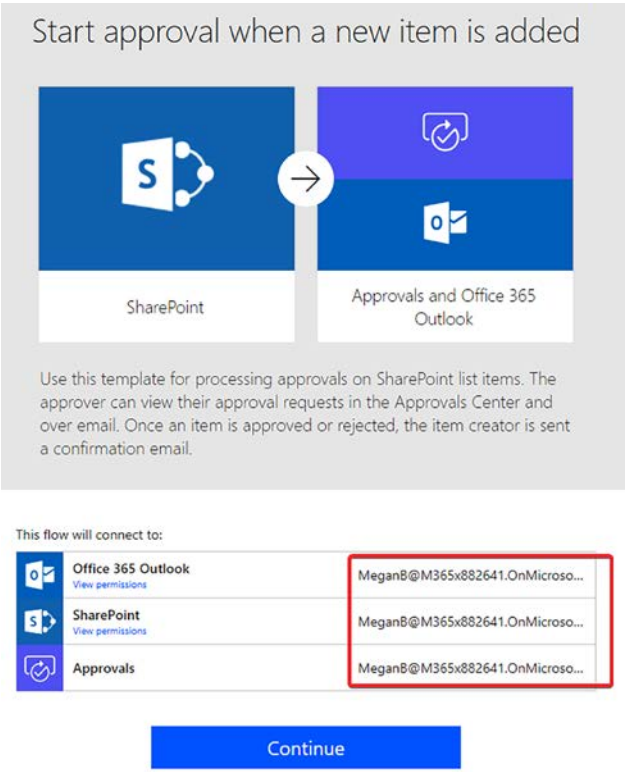 Start approval when a new item is added
SharePoint
Approvals and Office 365
Outlook
Use this template for processing approvals on SharePoint list items. The
approver can view their approval requests in the Approvals Center and
over email. Once an item is approved or rejected, the item creator is sent
a confirmation email.
This flow will connect to:
Office 365 Outlook
View permissions
MeganB@M365x882641.OnMicroso...
SharePoint
View permissions
MeganB@M365x882641.OnMicroso...
Approvals
MeganB@M365x882641.OnMicroso...
Continue